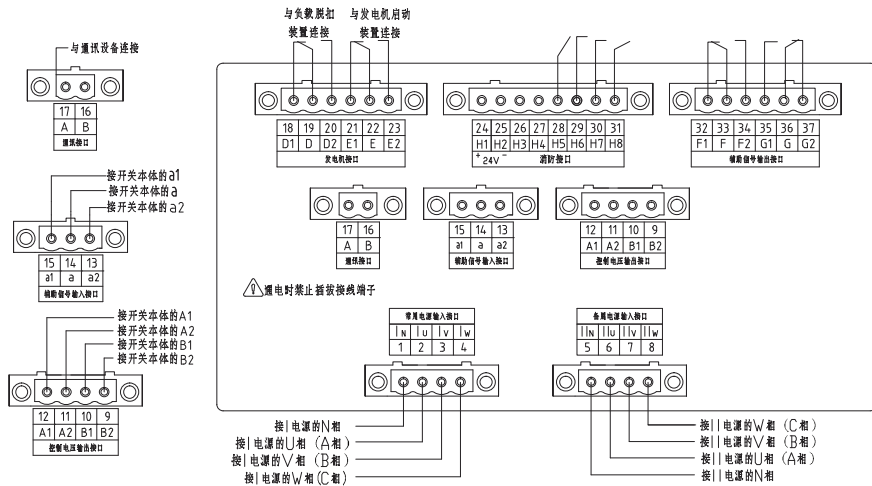 与负载脱扣
装置连接
与发电机启动
装置连接
与通讯设备连接
17 16
A B
通讯接口
18 19 20 21 22 23
D1 D D2 E1 E E2
发电机接口
24 25 26 27 28 29 30 31
H1 H2 H3 H4 H5 H6 H7 H8
+ 24V - 消防接口
32 33 34 35 36 37
F1 F F2 G1 G G2
辅助信号输出接口
接开关本体的a1
接开关本体的a
接开关本体的a2
15 14 13
a1 a a2
辅助信号输入接口
17 16
A B
通讯接口
15 14 13
a1 a a2
辅助信号输入接口
12 11 10 9
A1 A2 B1 B2
控制电压输出接口
通电时禁止插拔接线端子
接开关本体的A1
接开关本体的A2
接开关本体的B1
接开关本体的B2
12 11 10 9
A1 A2 B1 B2
控制电压输出接口
常用电源输入接口
IN IU IV IW
1 2 3 4
备用电源输入接口
IIN IIU IIV IIW
5 6 7 8
接I电源的N相
接I电源的U相（A相）
接I电源的V相（B相）
接I电源的W相(C相）
接II电源的W相（C相）
接II电源的V相（B相）
接II电源的U相（A相）
接II电源的N相